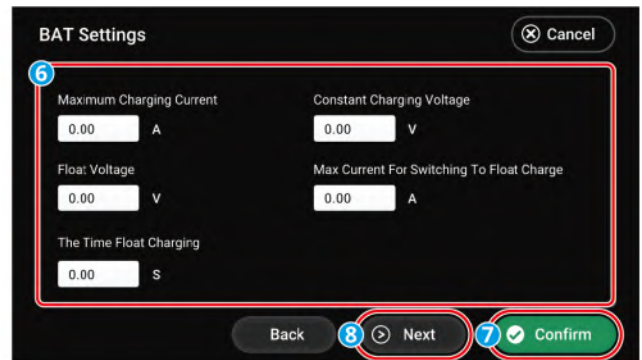 BAT Settings
Cancel
6
Maximum Charging Current
Constant Charging Voltage
0.00 A
0.00 V
Float Voltage
Max Current For Switching To Float Charge
0.00 V
0.00 A
The Time Float Charging
0.00 S
Back
8 Next
7 Confirm